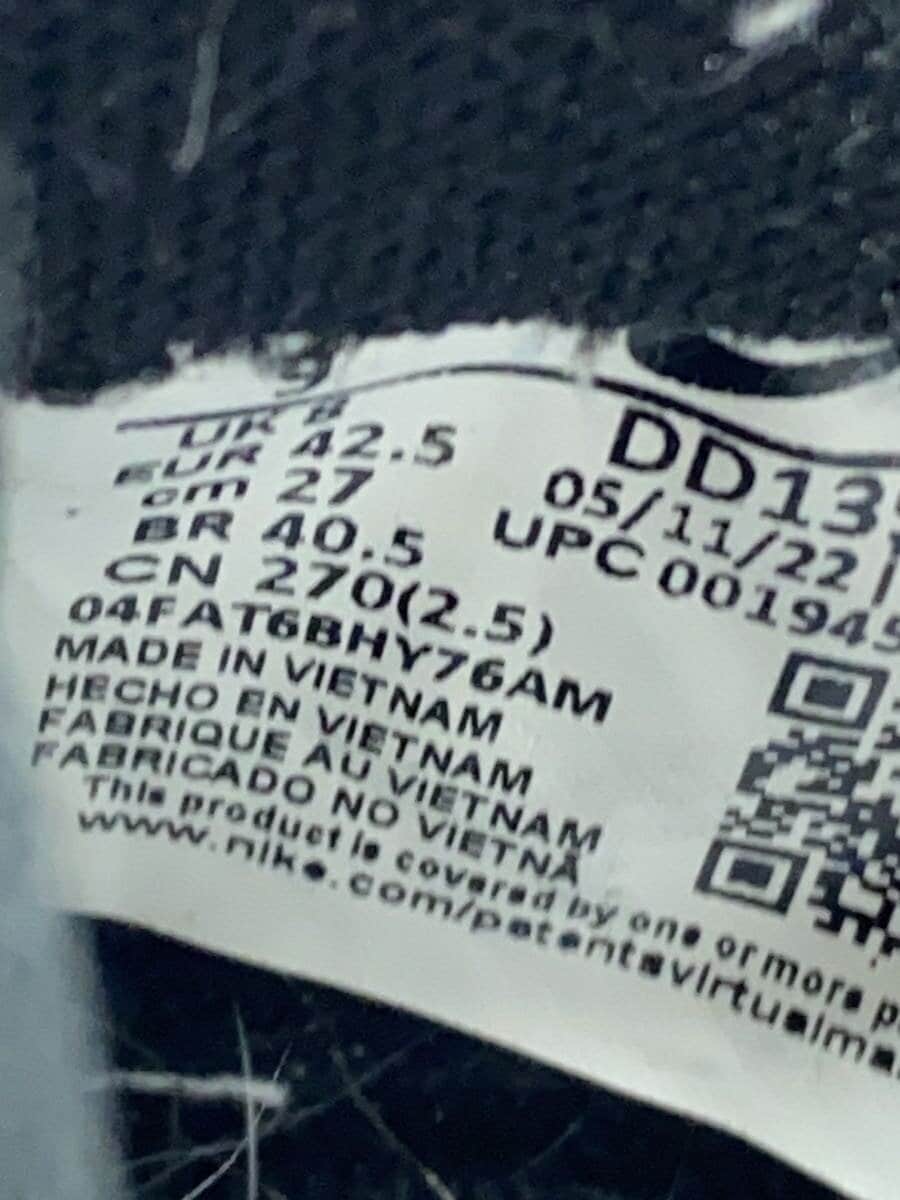 UK 8
EUR 42.5
cm 27
BR 40.5
CN 270(2.5)
04FAT6BHY76AM
MADE IN VIETNAM
HECHO EN VIETNAM
FABRIQUE AU VIETNAM
FABRICADO NO VIETNÃ
This product is covered by one or more p
www.nike.com/patentsvirtualma
DD13
05/11/22
UPC 001945